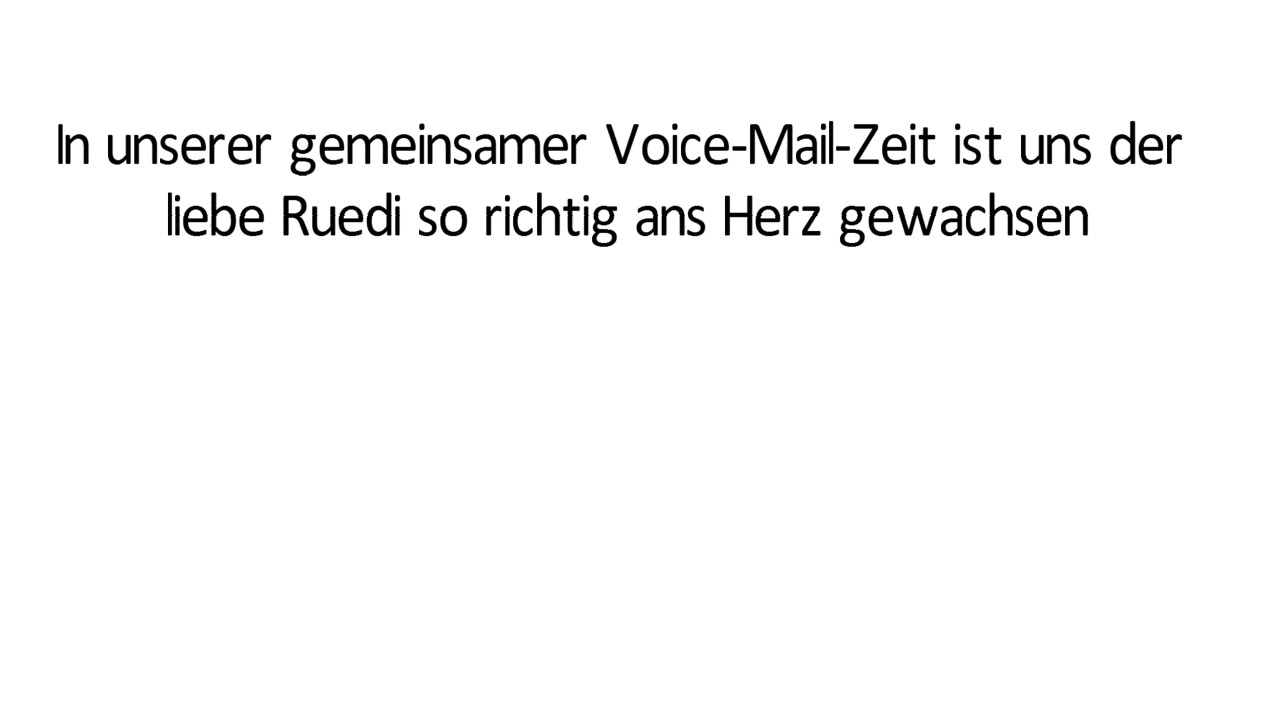 In unserer gemeinsamer Voice-Mail-Zeit ist uns der
liebe Ruedi so richtig ans Herz gewachsen